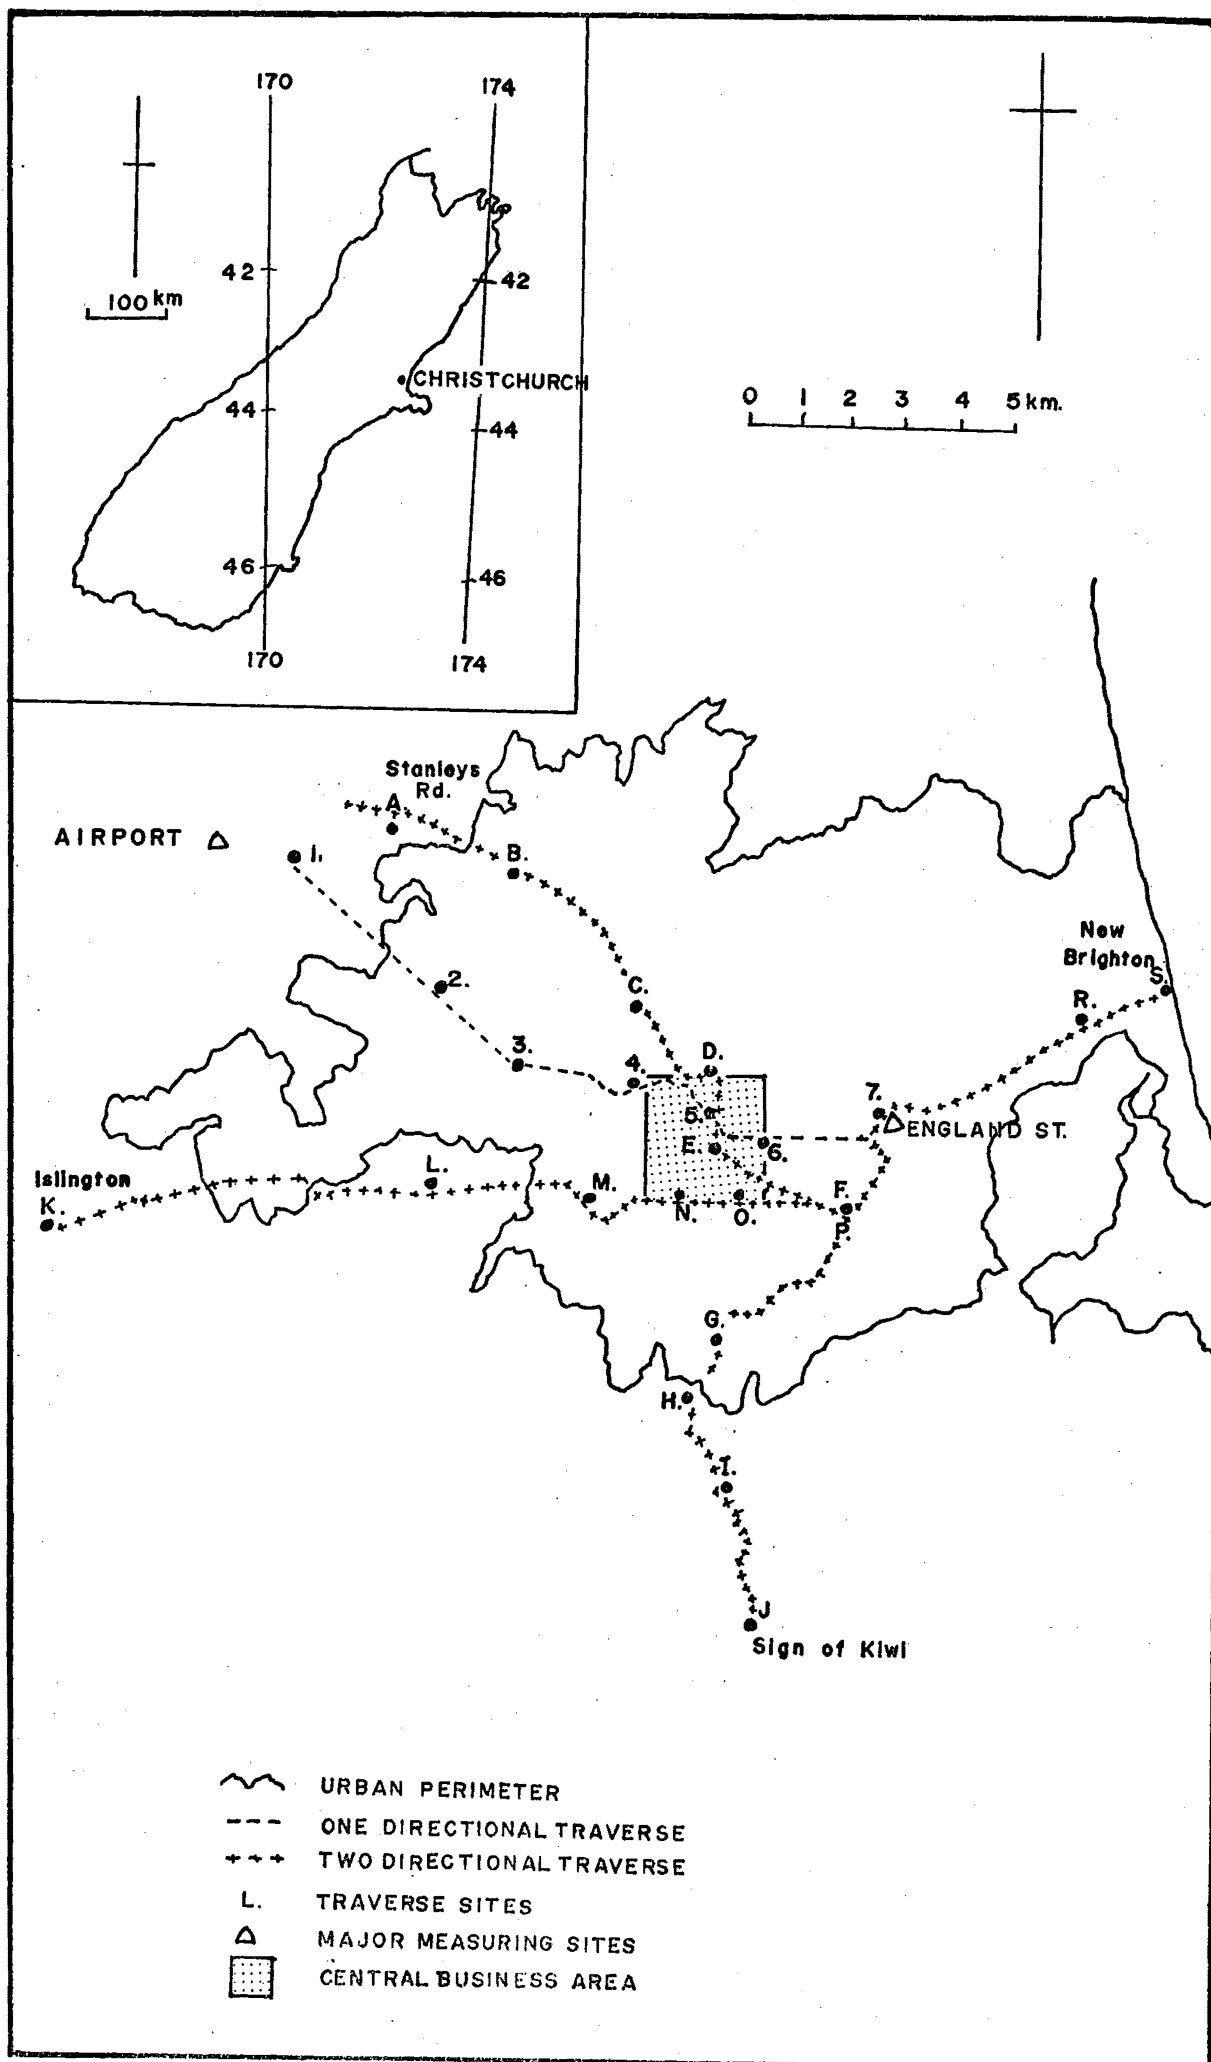 170
174
42
42
100 km
CHRISTCHURCH
44
44
46
46
170
174
0 1 2 3 4 5 km.
Stanleys
Rd.
A.
AIRPORT
1.
B.
2.
C.
New
Brighton
S.
R.
3.
4.
D.
5.
7.
ENGLAND ST.
E.
6.
Islington
K.
L.
M.
N.
O.
F.
P.
G.
H.
I.
J
Sign of Kiwi
URBAN PERIMETER
ONE DIRECTIONAL TRAVERSE
TWO DIRECTIONAL TRAVERSE
L. TRAVERSE SITES
MAJOR MEASURING SITES
CENTRAL BUSINESS AREA